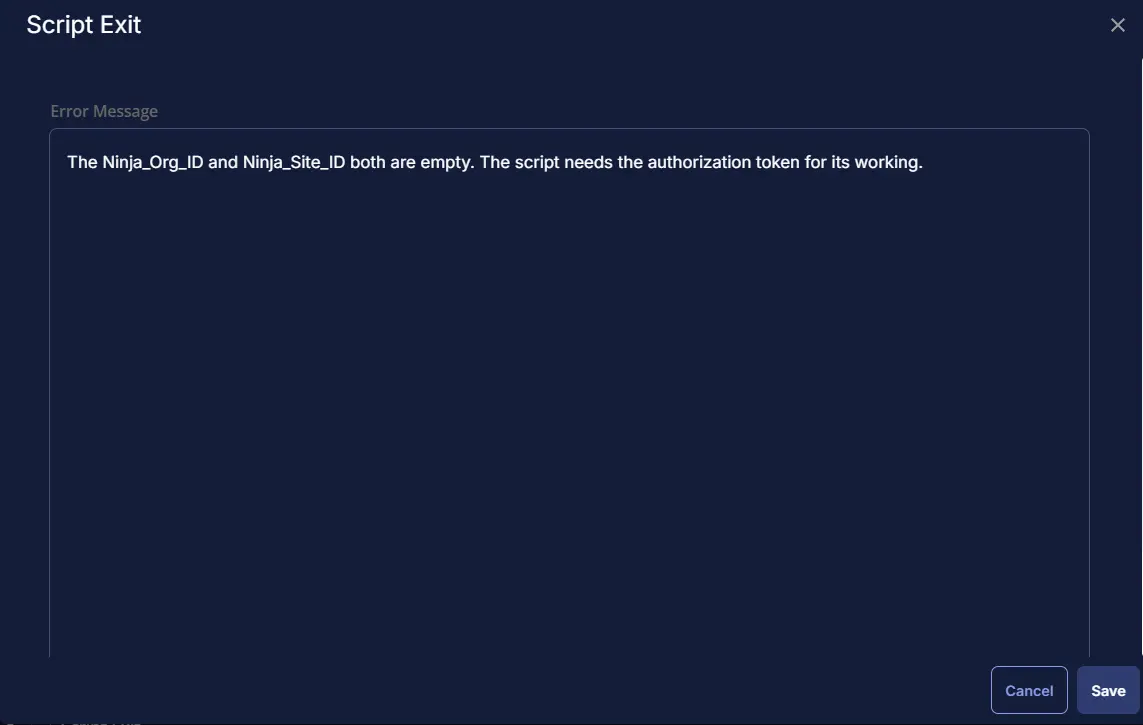 Script Exit
Error Message
The Ninja_Org_ID and Ninja_Site_ID both are empty. The script needs the authorization token for its working.
Cancel
Save